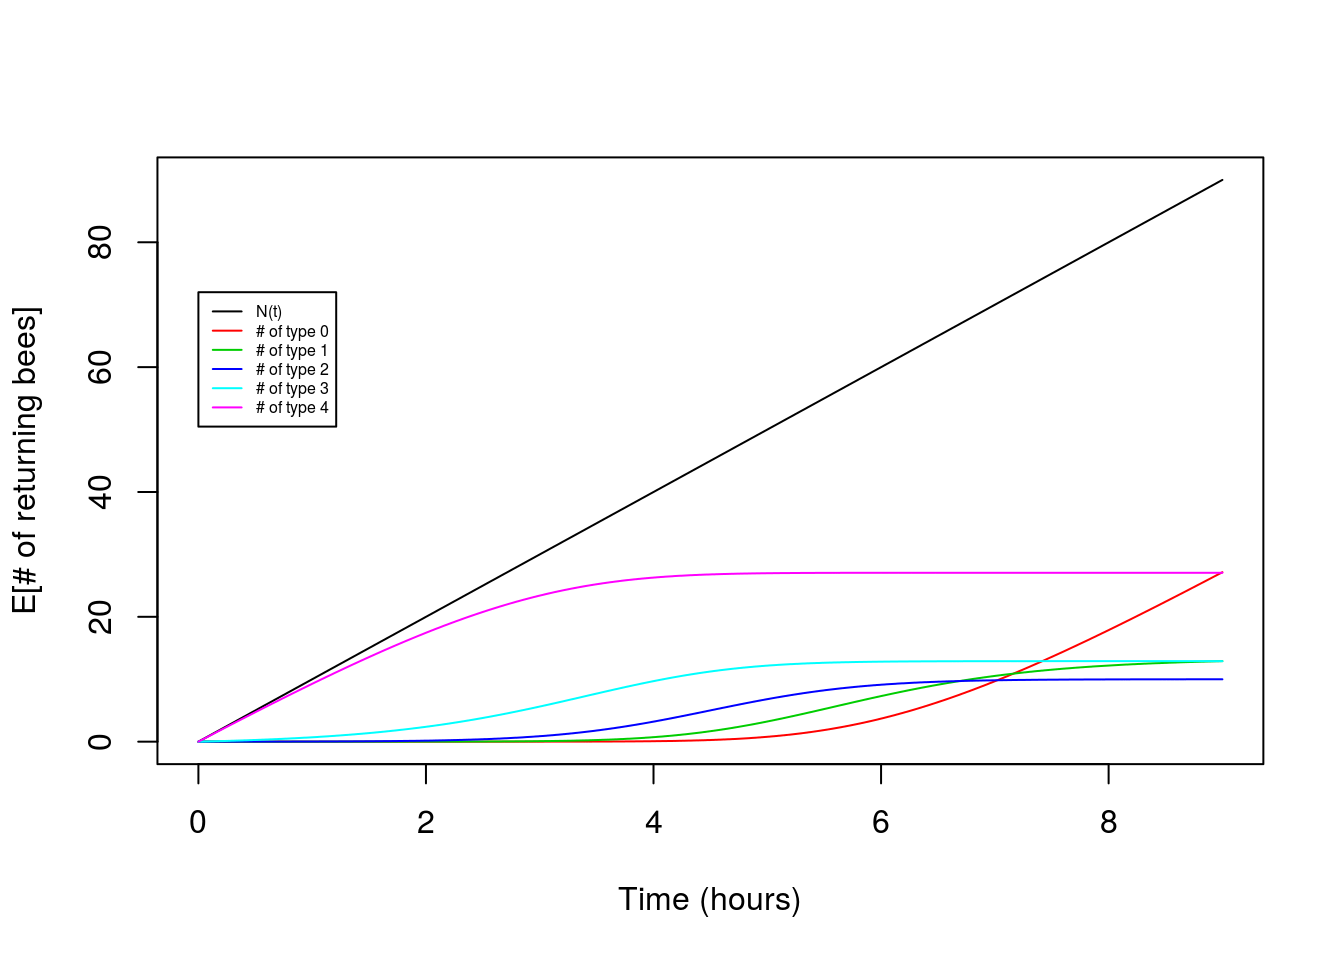 E[# of returning bees]
80
60
40
20
0
N(t)
# of type 0
# of type 1
# of type 2
# of type 3
# of type 4
0 2 4 6 8
Time (hours)